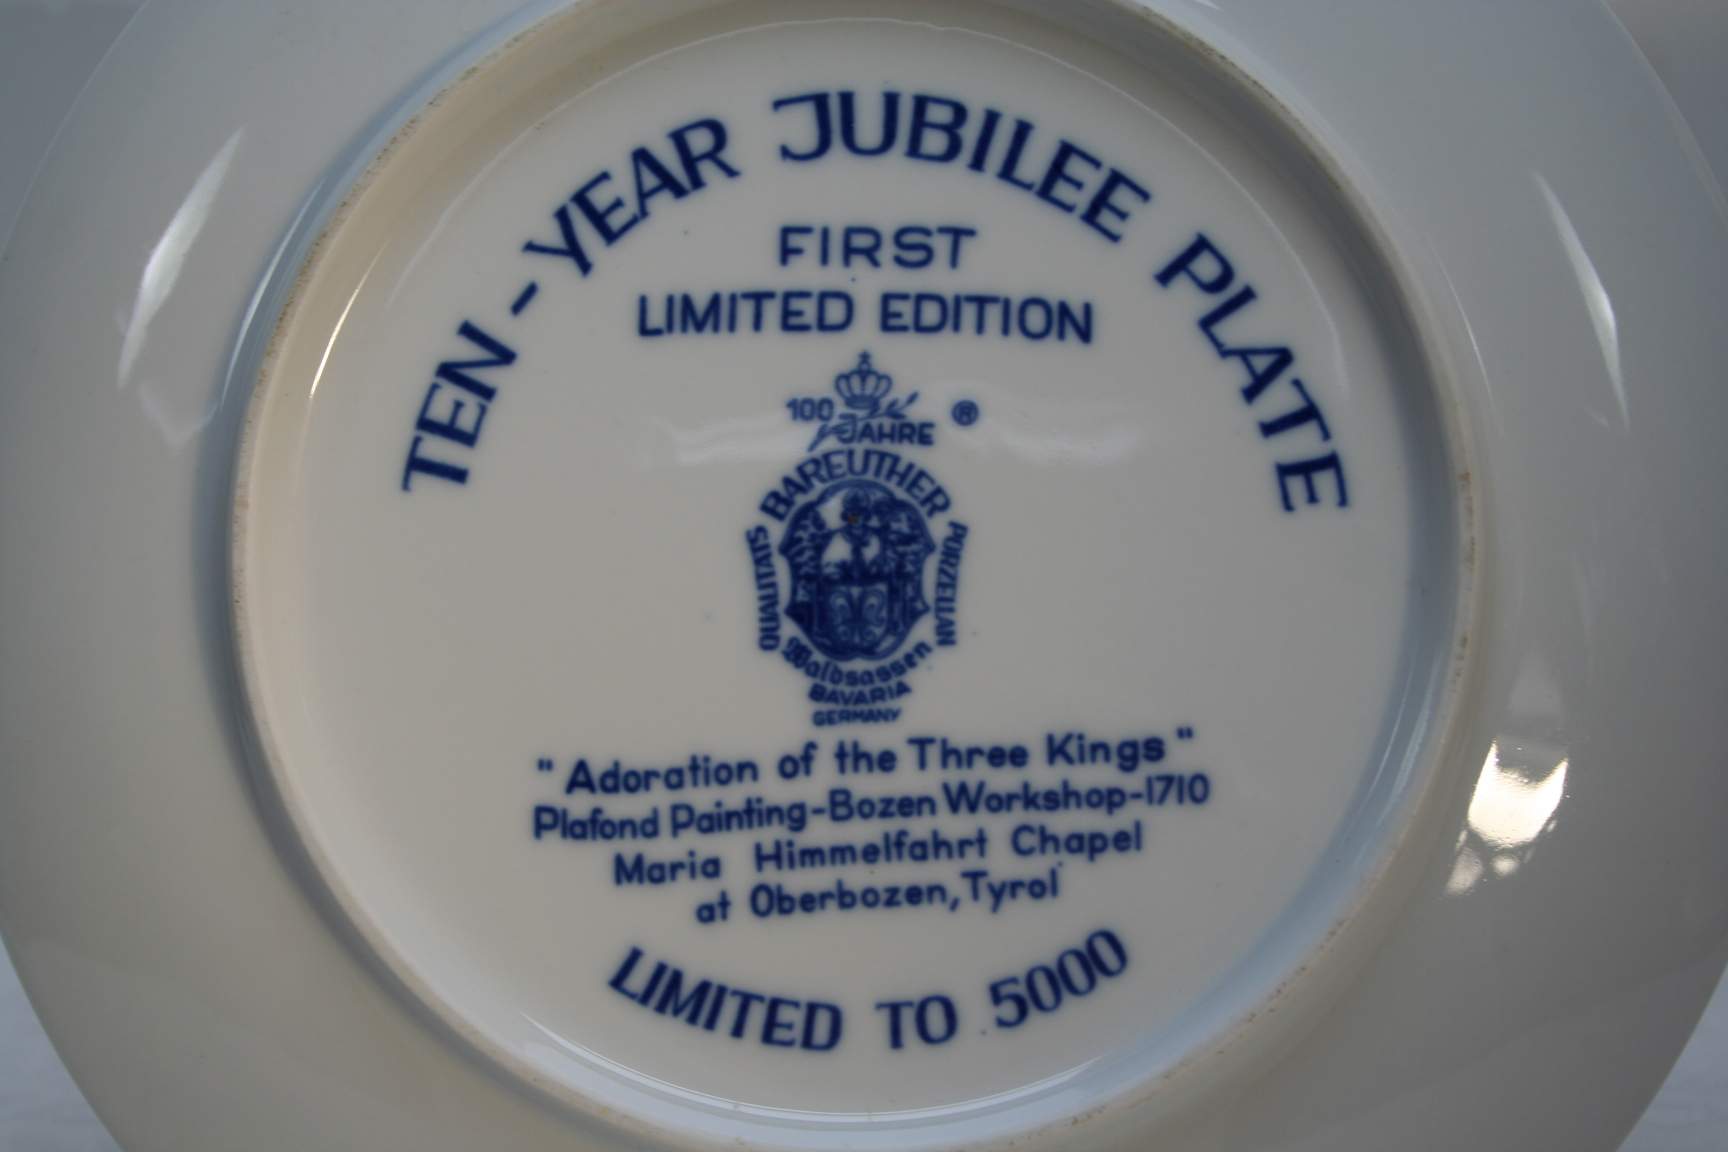 TEN-YEAR JUBILEE PLATE
FIRST
LIMITED EDITION
100
JAHRE ®
BAREUTHER
QUALITÄTS PORZELLAN
Waldsassen
BAVARIA
GERMANY
"Adoration of the Three Kings"
Plafond Painting-Bozen Workshop-1710
Maria Himmelfahrt Chapel
at Oberbozen, Tyrol
LIMITED TO 5000